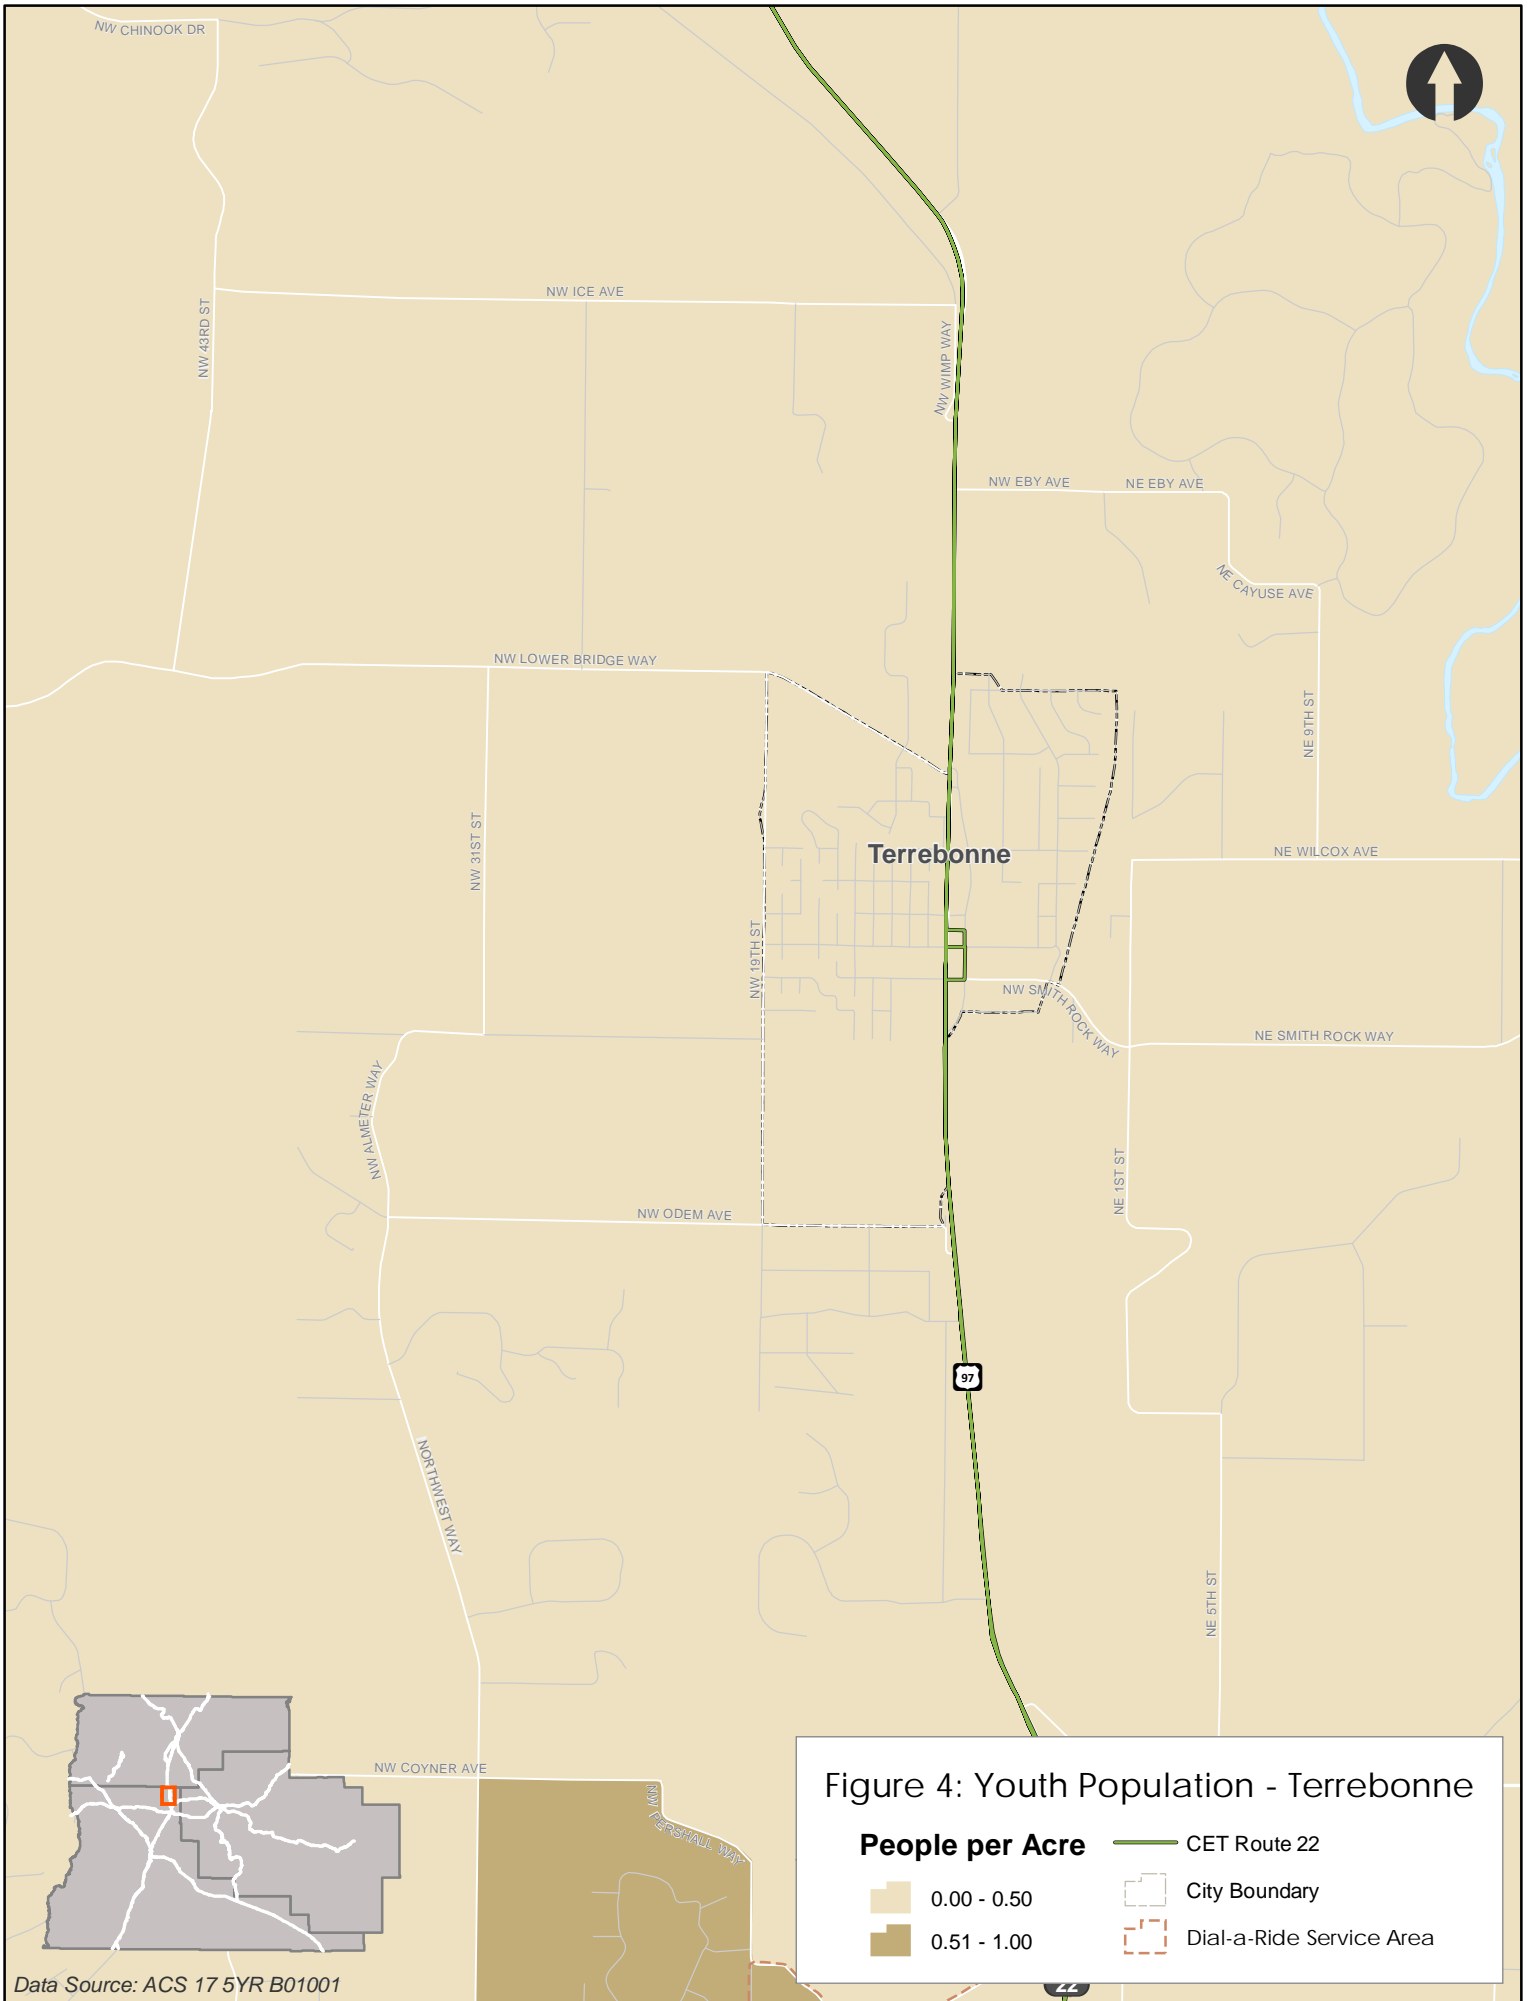 NW CHINOOK DR
NW ICE AVE
NW 43RD ST
NW WIMP WAY
NW EBY AVE
NE EBY AVE
NE CAYUSE AVE
NW LOWER BRIDGE WAY
NE 9TH ST
NW 31ST ST
Terrebonne
NE WILCOX AVE
NW 19TH ST
NW SMITH ROCK WAY
NE SMITH ROCK WAY
NW ALMETER WAY
NE 1ST ST
NW ODEM AVE
97
NORTHWEST WAY
NE 5TH ST
NW COYNER AVE
NW PERSHALL WAY
Figure 4: Youth Population - Terrebonne
People per Acre
0.00 - 0.50
0.51 - 1.00
CET Route 22
City Boundary
Dial-a-Ride Service Area
22
Data Source: ACS 17 5YR B01001